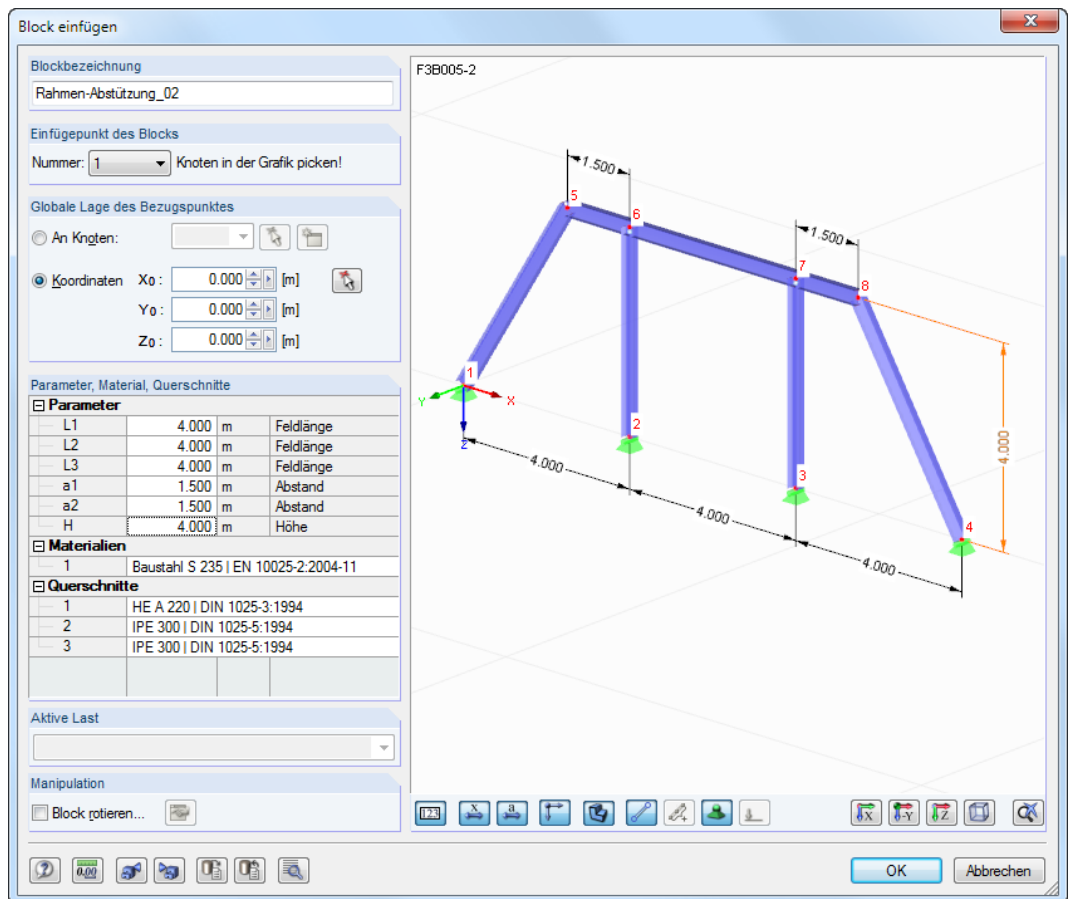 Block einfügen
Blockbezeichnung
Rahmen-Abstützung_02
Einfügepunkt des Blocks
Nummer: 1 Knoten in der Grafik picken!
Globale Lage des Bezugspunktes
An Knoten:
Koordinaten X0 : 0.000 [m]
Y0 : 0.000 [m]
Z0 : 0.000 [m]
Parameter, Material, Querschnitte
Parameter
L1 4.000 m Feldlänge
L2 4.000 m Feldlänge
L3 4.000 m Feldlänge
a1 1.500 m Abstand
a2 1.500 m Abstand
H 4.000 m Höhe
Materialien
1 Baustahl S 235 | EN 10025-2:2004-11
Querschnitte
1 HE A 220 | DIN 1025-3:1994
2 IPE 300 | DIN 1025-5:1994
3 IPE 300 | DIN 1025-5:1994
Aktive Last
Manipulation
Block rotieren...
F3B005-2
1.500
5
6
1.500
7
8
1
Y
X
Z
2
4.000
3
4.000
4.000
4
4.000
123
x
a
X
-Y
Z
0.00
OK
Abbrechen